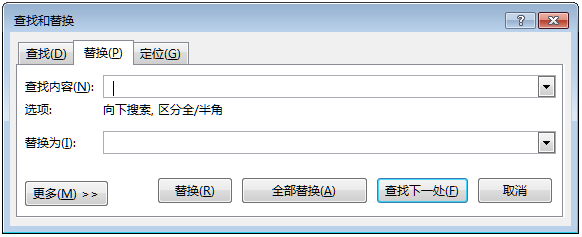 查找和替换
查找(D) 替换(P) 定位(G)
查找内容(N):
选项: 向下搜索, 区分全/半角
替换为(I):
更多(M) >> 替换(R) 全部替换(A) 查找下一处(F) 取消